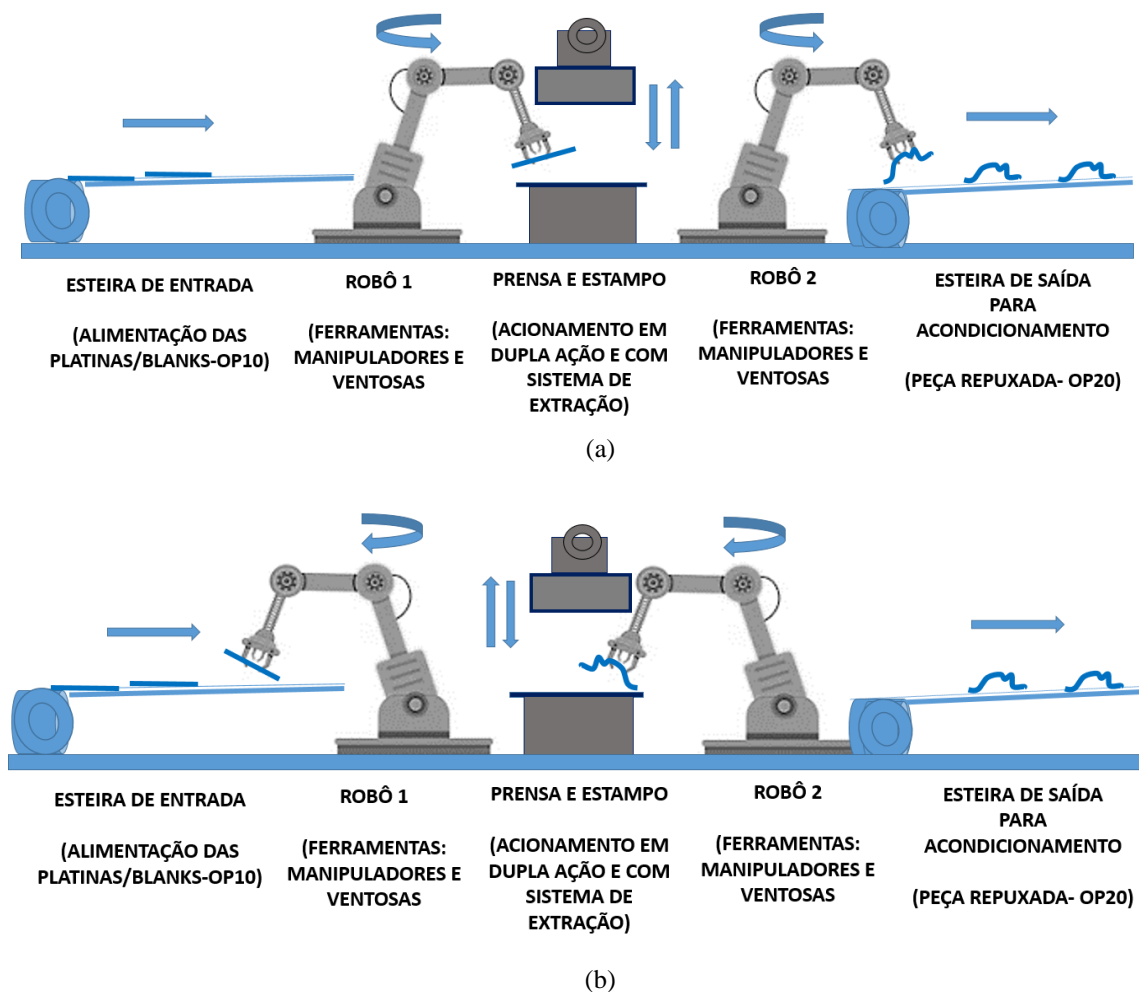 ESTEIRA DE ENTRADA
(ALIMENTAÇÃO DAS
PLATINAS/BLANKS-OP10)
ROBÔ 1
(FERRAMENTAS:
MANIPULADORES E
VENTOSAS
PRENSA E ESTAMPO
(ACIONAMENTO EM
DUPLA AÇÃO E COM
SISTEMA DE
EXTRAÇÃO)
ROBÔ 2
(FERRAMENTAS:
MANIPULADORES E
VENTOSAS
ESTEIRA DE SAÍDA
PARA
ACONDICIONAMENTO
(PEÇA REPUXADA- OP20)
(a)
ESTEIRA DE ENTRADA
(ALIMENTAÇÃO DAS
PLATINAS/BLANKS-OP10)
ROBÔ 1
(FERRAMENTAS:
MANIPULADORES E
VENTOSAS
PRENSA E ESTAMPO
(ACIONAMENTO EM
DUPLA AÇÃO E COM
SISTEMA DE
EXTRAÇÃO)
ROBÔ 2
(FERRAMENTAS:
MANIPULADORES E
VENTOSAS
ESTEIRA DE SAÍDA
PARA
ACONDICIONAMENTO
(PEÇA REPUXADA- OP20)
(b)